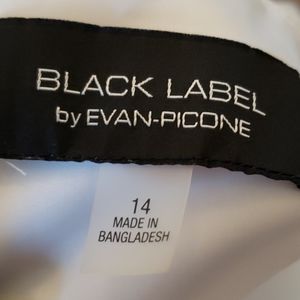 BLACK LABEL
by EVAN-PICONE
14
MADE IN
BANGLADESH